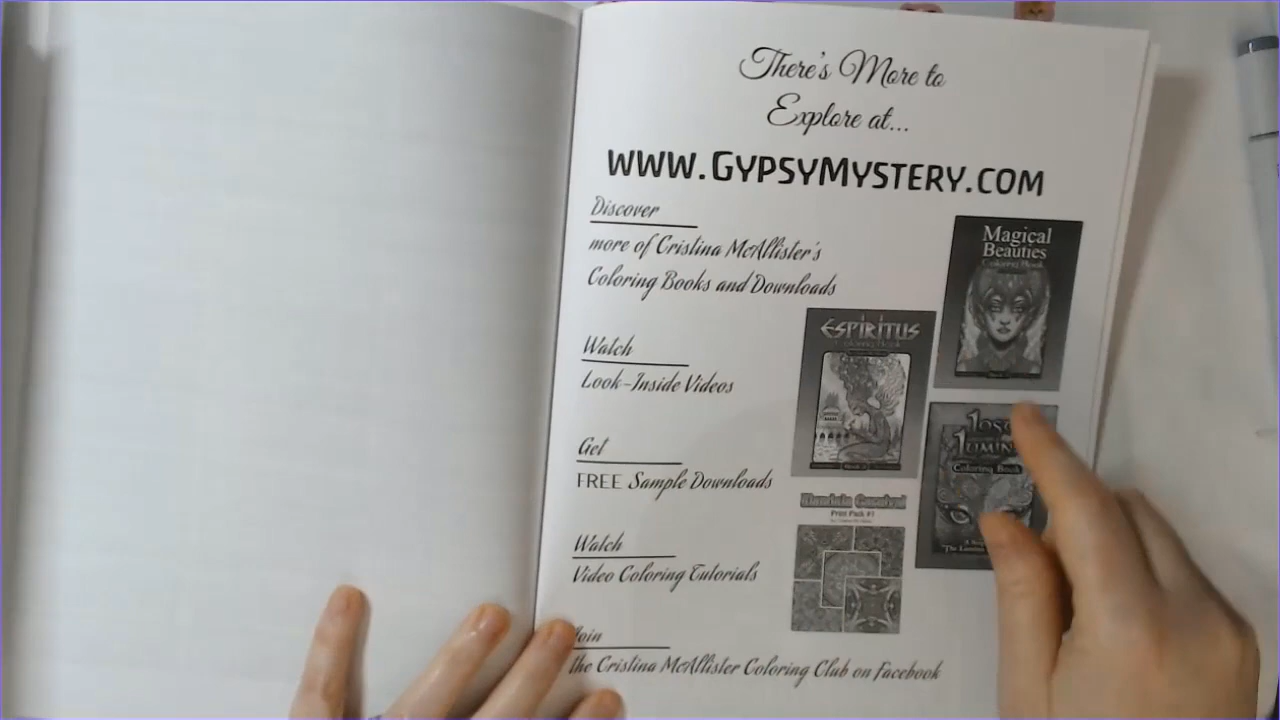 There's More to
Explore at...
WWW.GYPSYMYSTERY.COM
Discover
more of Cristina McAllister's
Coloring Books and Downloads
Watch
Look-Inside Videos
Get
FREE Sample Downloads
Watch
Video Coloring Tutorials
Join
the Cristina McAllister Coloring Club on Facebook
Magical
Beauties
Coloring Book
ESPIRITUS
Coloring Book
Coloring Book
Mandala Carnival
Print Pack #1